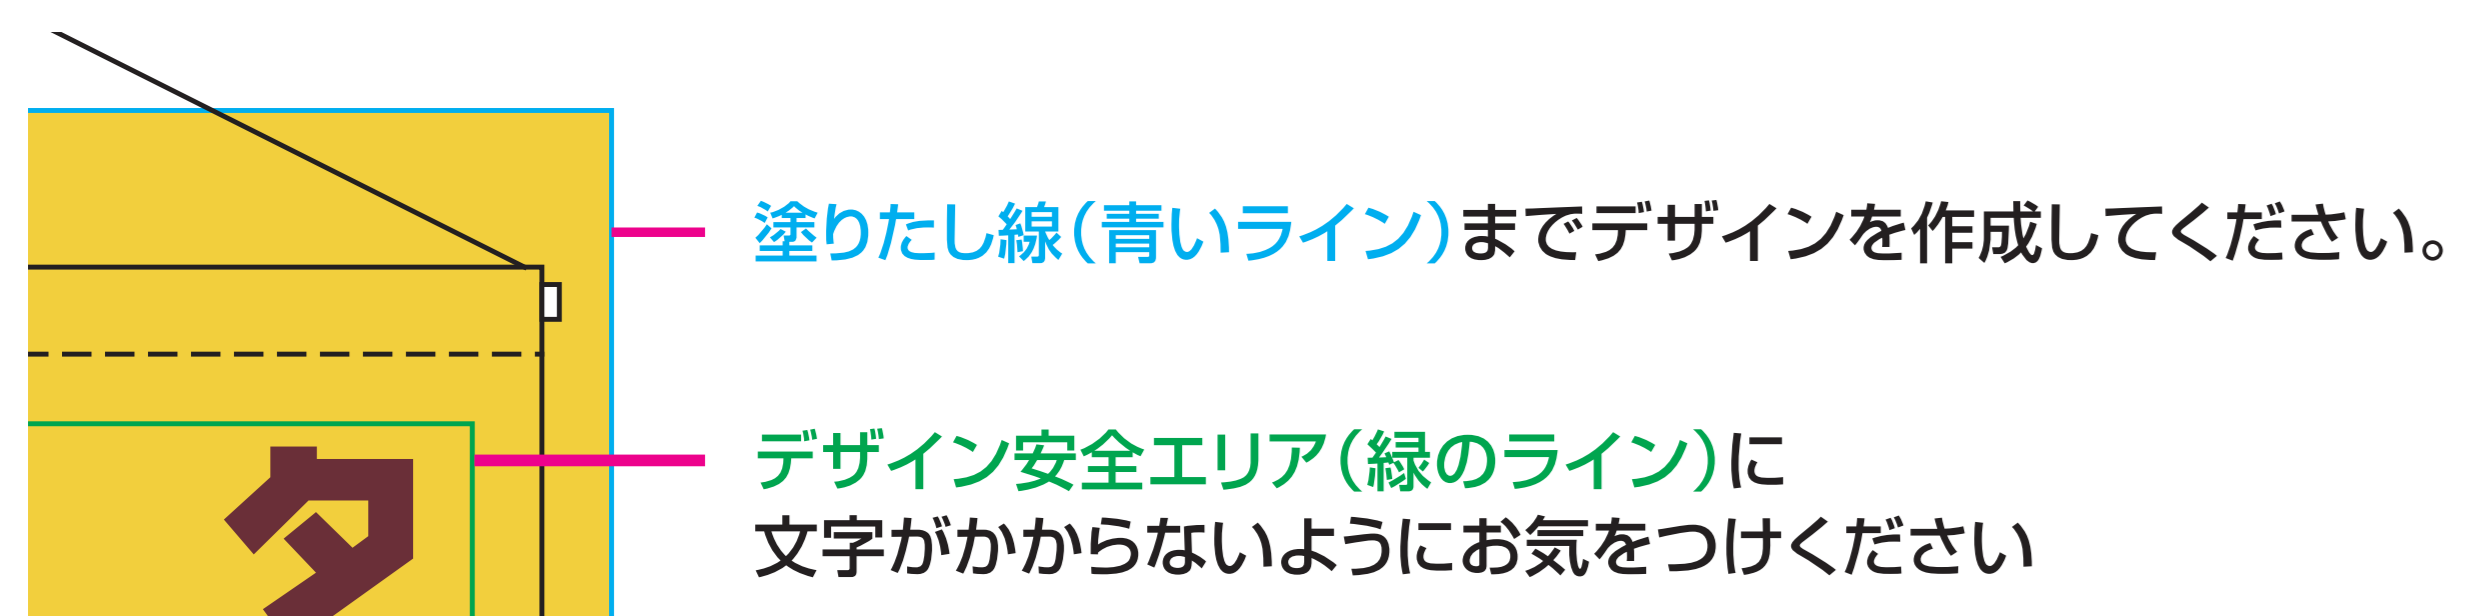 塗りたし線（青いライン）までデザインを作成してください。
デザイン安全エリア（緑のライン）に
文字がかからないようにお気をつけください
タ